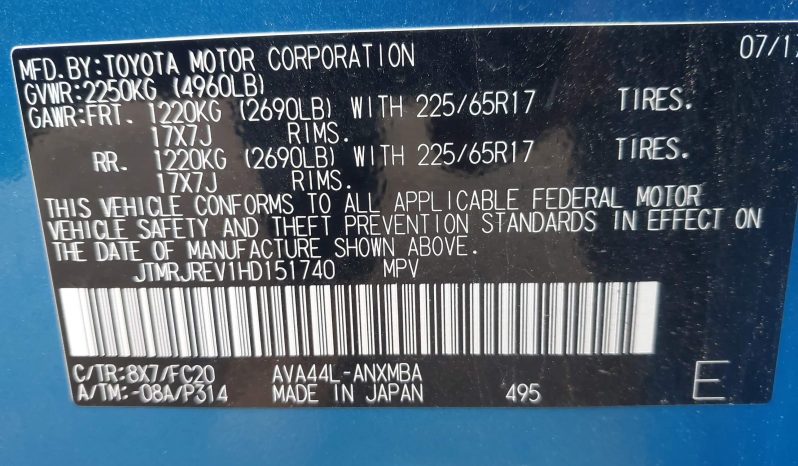 07/17
MFD.BY:TOYOTA MOTOR CORPORATION
GVWR:2250KG (4960LB)
GAWR:FRT. 1220KG (2690LB) WITH 225/65R17 TIRES.
17X7J RIMS.
RR. 1220KG (2690LB) WITH 225/65R17 TIRES.
17X7J RIMS.
THIS VEHICLE CONFORMS TO ALL APPLICABLE FEDERAL MOTOR
VEHICLE SAFETY AND THEFT PREVENTION STANDARDS IN EFFECT ON
THE DATE OF MANUFACTURE SHOWN ABOVE.
JTMRJREV1HD151740 MPV
C/TR:8X7/FC20 AVA44L-ANXMBA
A/TM:-08A/P314 MADE IN JAPAN 495 E